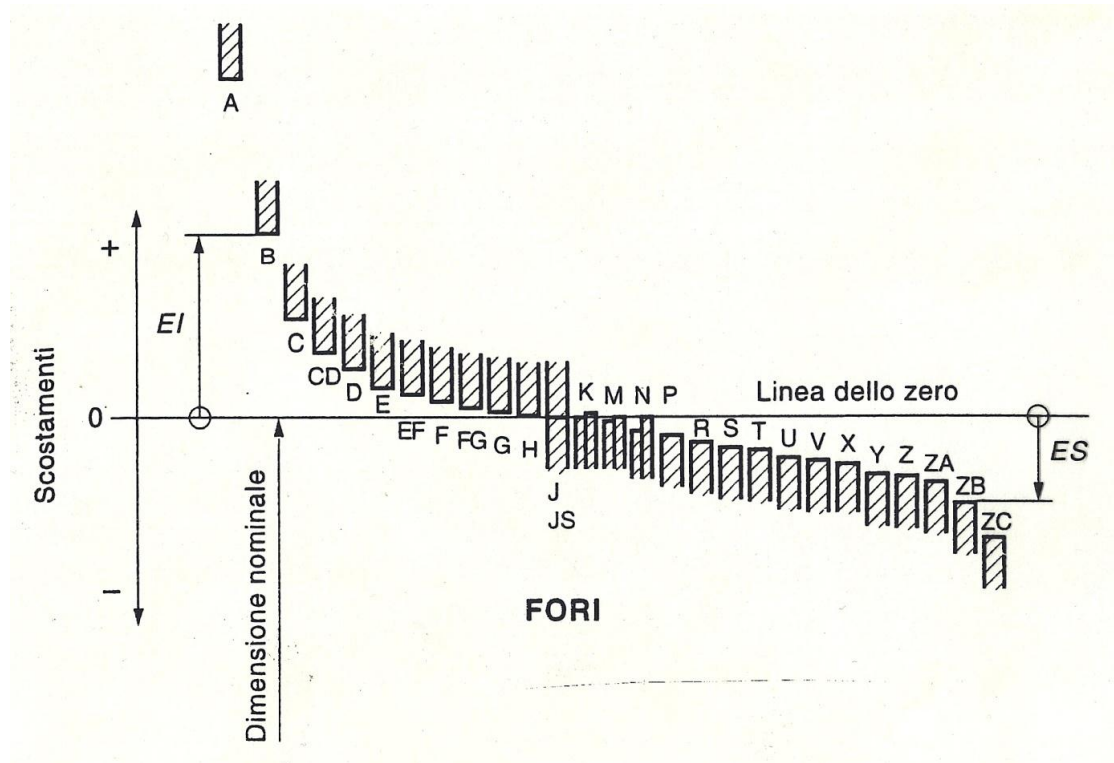 A
+
B
EI
C
CD
D
E
EF
F
FG
G
H
J
JS
K
M
N
P
Linea dello zero
R
S
T
U
V
X
Y
Z
ZA
ZB
ZC
ES
0
Scostamenti
Dimensione nominale
–
FORI